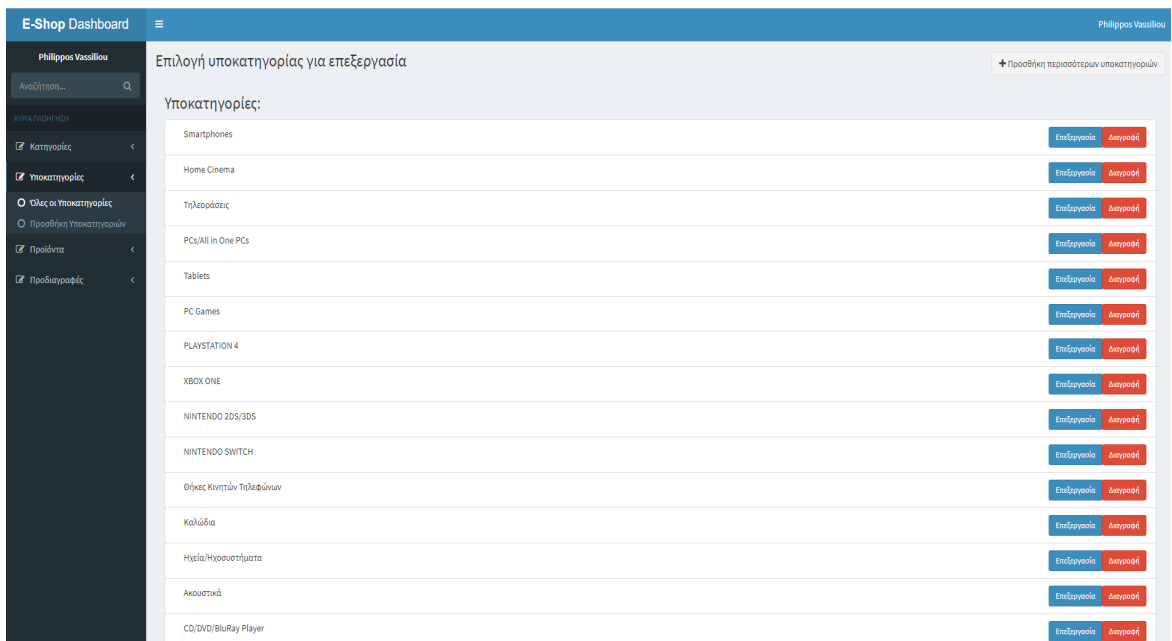 E-Shop Dashboard
Philippos Vassiliou
Philippos Vassiliou
Αναζήτηση...
ΚΥΡΙΑ ΠΛΟΗΓΗΣΗ
Κατηγορίες
Υποκατηγορίες
Όλες οι Υποκατηγορίες
Προσθήκη Υποκατηγοριών
Προϊόντα
Προδιαγραφές
Επιλογή υποκατηγορίας για επεξεργασία
Προσθήκη περισσότερων υποκατηγοριών
Υποκατηγορίες:
Smartphones Επεξεργασία Διαγραφή
Home Cinema Επεξεργασία Διαγραφή
Τηλεοράσεις Επεξεργασία Διαγραφή
PCs/All in One PCs Επεξεργασία Διαγραφή
Tablets Επεξεργασία Διαγραφή
PC Games Επεξεργασία Διαγραφή
PLAYSTATION 4 Επεξεργασία Διαγραφή
XBOX ONE Επεξεργασία Διαγραφή
NINTENDO 2DS/3DS Επεξεργασία Διαγραφή
NINTENDO SWITCH Επεξεργασία Διαγραφή
Θήκες Κινητών Τηλεφώνων Επεξεργασία Διαγραφή
Καλώδια Επεξεργασία Διαγραφή
Ηχεία/Ηχοσυστήματα Επεξεργασία Διαγραφή
Ακουστικά Επεξεργασία Διαγραφή
CD/DVD/BluRay Player Επεξεργασία Διαγραφή